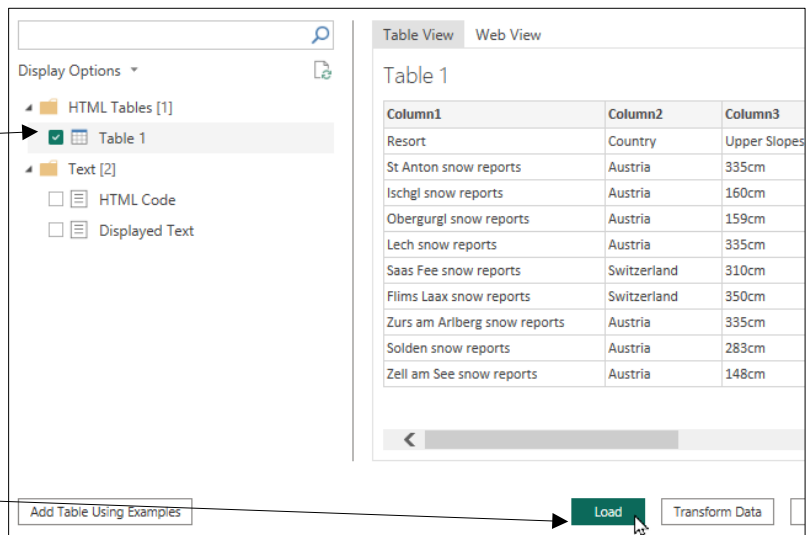 Display Options
HTML Tables [1]
Table 1
Text [2]
HTML Code
Displayed Text
Add Table Using Examples
Table View Web View
Table 1
Column1 Column2 Column3
Resort Country Upper Slopes
St Anton snow reports Austria 335cm
Ischgl snow reports Austria 160cm
Obergurgl snow reports Austria 159cm
Lech snow reports Austria 335cm
Saas Fee snow reports Switzerland 310cm
Flims Laax snow reports Switzerland 350cm
Zurs am Arlberg snow reports Austria 335cm
Solden snow reports Austria 283cm
Zell am See snow reports Austria 148cm
Load Transform Data